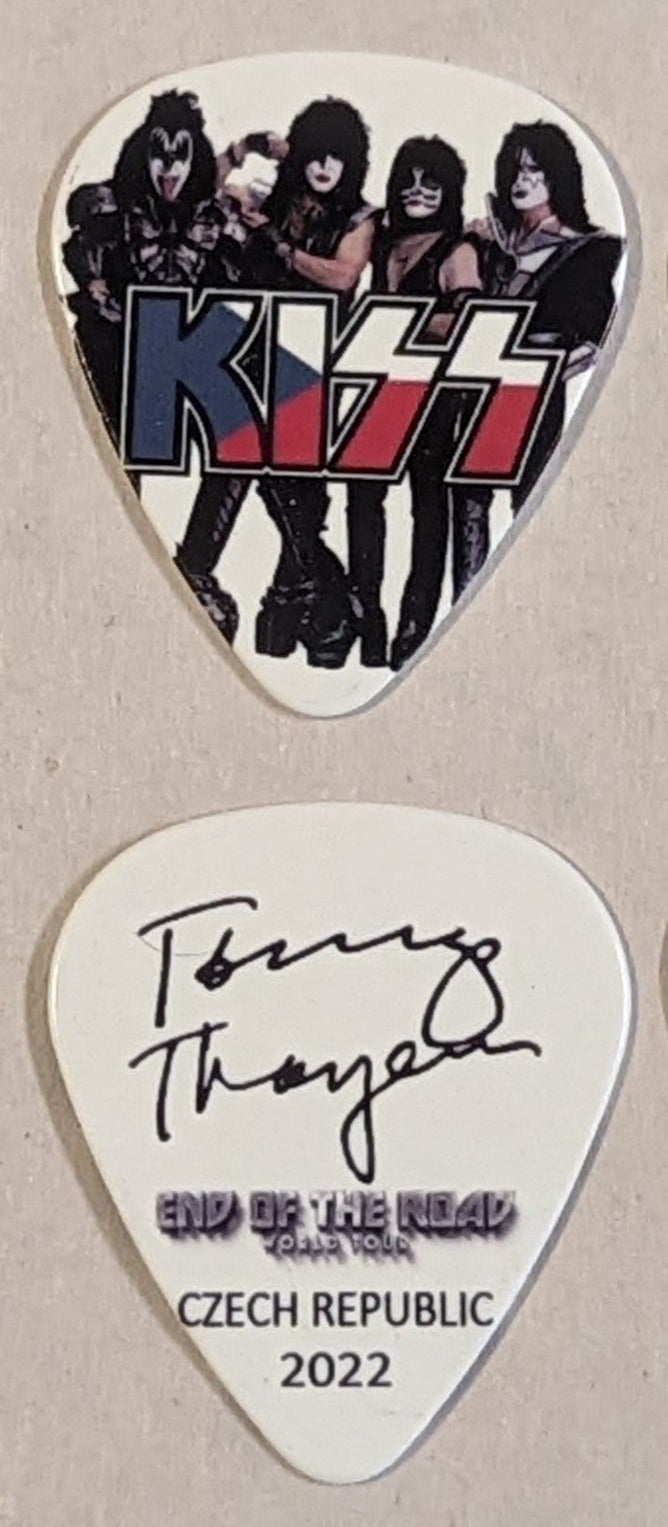 KISS
Tommy
Thayer
END OF THE ROAD
WORLD TOUR
CZECH REPUBLIC
2022